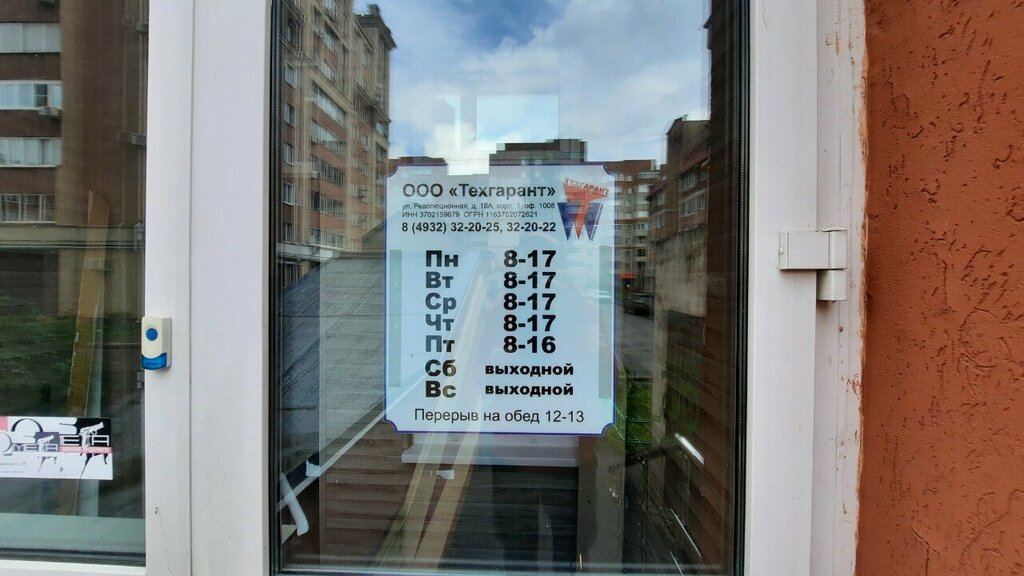 ООО «Техгарант»
ТЕХГАРАНТ
ул. Революционная, д. 16А, корп. 1, оф. 1008
ИНН 3702159679 ОГРН 1163702072621
8 (4932) 32-20-25, 32-20-22
Пн 8-17
Вт 8-17
Ср 8-17
Чт 8-17
Пт 8-16
Сб выходной
Вс выходной
Перерыв на обед 12-13